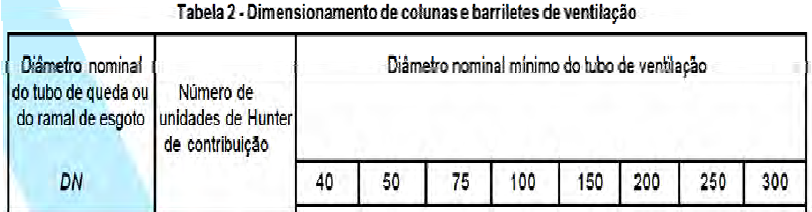 Tabela 2 - Dimensionamento de colunas e barriletes de ventilação
Diâmetro nominal
do tubo de queda ou
do ramal de esgoto
DN
Número de
unidades de Hunter
de contribuição
Diâmetro nominal mínimo do tubo de ventilação
40 50 75 100 150 200 250 300